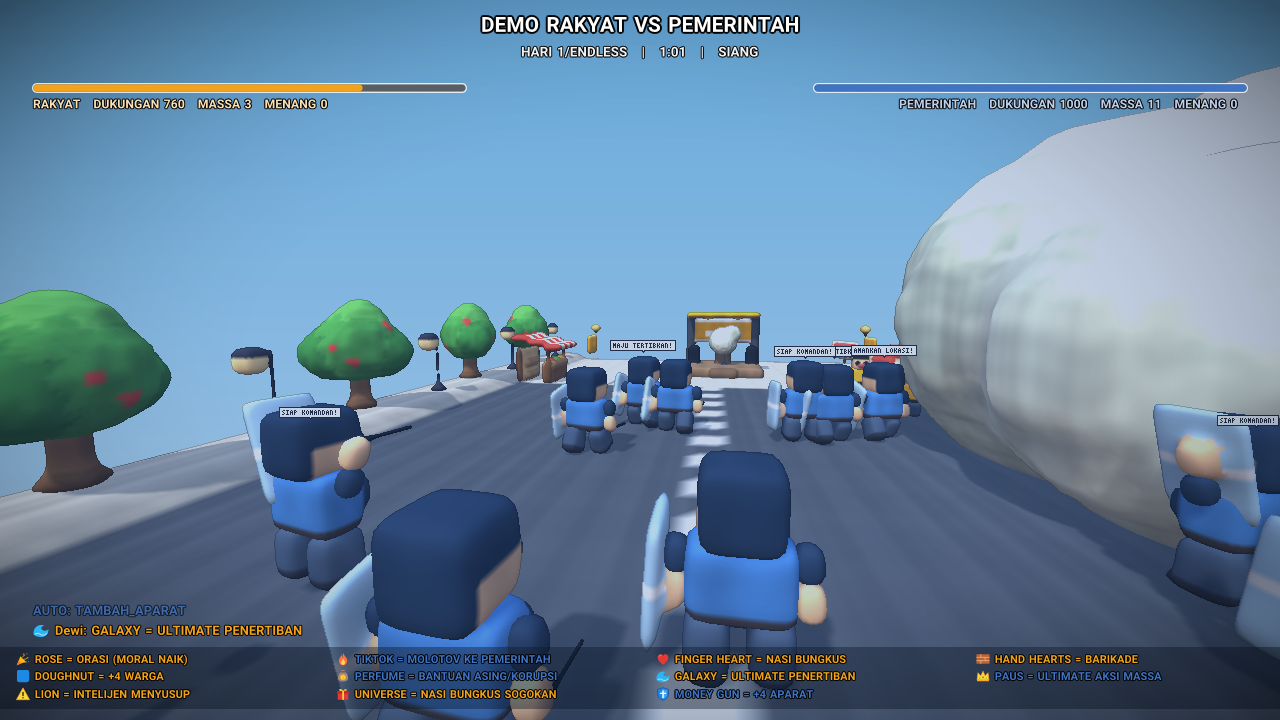 DEMO RAKYAT VS PEMERINTAH
HARI 1/ENDLESS | 1:01 | SIANG
RAKYAT DUKUNGAN 760 MASSA 3 MENANG 0
PEMERINTAH DUKUNGAN 1000 MASSA 11 MENANG 0
MAJU TERTIBKAN!
SIAP KOMANDAN!
AMANKAN LOKASI!
SIAP KOMANDAN!
SIAP KOMANDAN!
AUTO: TAMBAH_APARAT
Dewi: GALAXY = ULTIMATE PENERTIBAN
ROSE = ORASI (MORAL NAIK)
TIKTOK = MOLOTOV KE PEMERINTAH
FINGER HEART = NASI BUNGKUS
HAND HEARTS = BARIKADE
DOUGHNUT = +4 WARGA
PERFUME = BANTUAN ASING/KORUPSI
GALAXY = ULTIMATE PENERTIBAN
PAUS = ULTIMATE AKSI MASSA
LION = INTELIJEN MENYUSUP
UNIVERSE = NASI BUNGKUS SOGOKAN
MONEY GUN = +4 APARAT